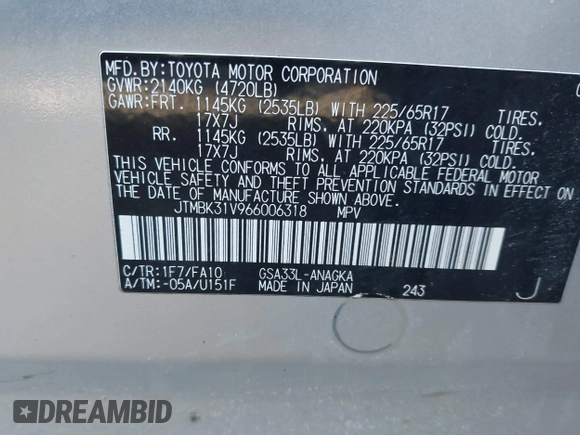 MFD.BY:TOYOTA MOTOR CORPORATION
GVWR:2140KG (4720LB)
GAWR:FRT. 1145KG (2535LB) WITH 225/65R17 TIRES.
17X7J RIMS, AT 220KPA (32PSI) COLD.
RR. 1145KG (2535LB) WITH 225/65R17 TIRES.
17X7J RIMS, AT 220KPA (32PSI) COLD.
THIS VEHICLE CONFORMS TO ALL APPLICABLE FEDERAL MOTOR
VEHICLE SAFETY AND THEFT PREVENTION STANDARDS IN EFFECT ON
THE DATE OF MANUFACTURE SHOWN ABOVE.
JTMBK31V966006318 MPV
C/TR:1F7/FA10 GSA33L-ANAGKA
A/TM:-05A/U151F MADE IN JAPAN 243 J
DREAMBID